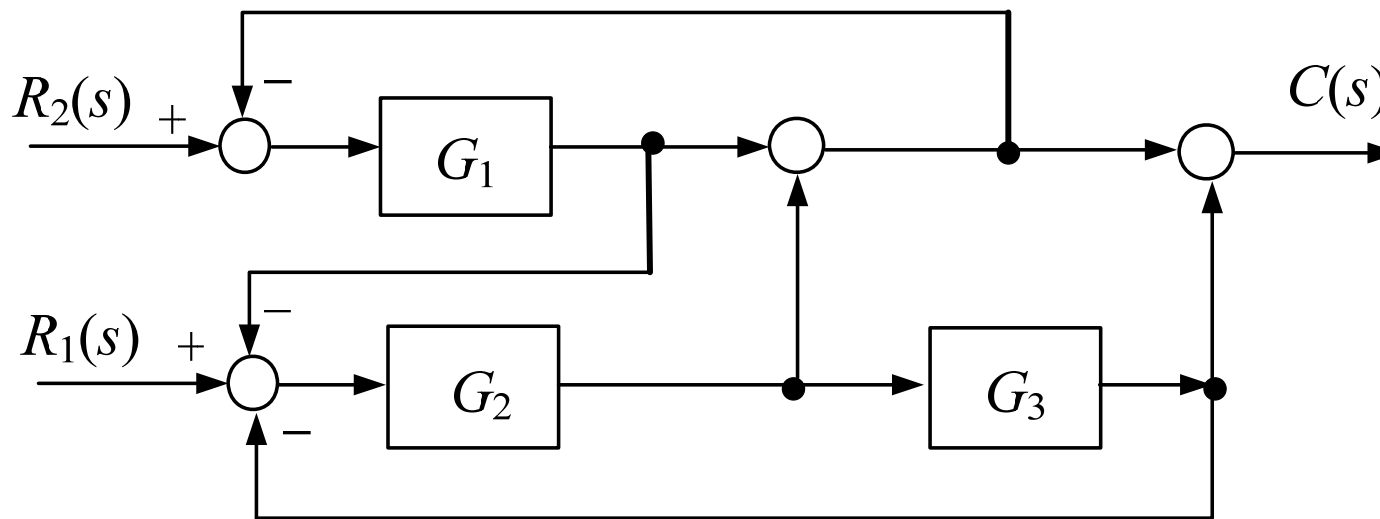 −
R₂(s) +
C(s)
G₁
−
R₁(s) +
G₂
G₃
−